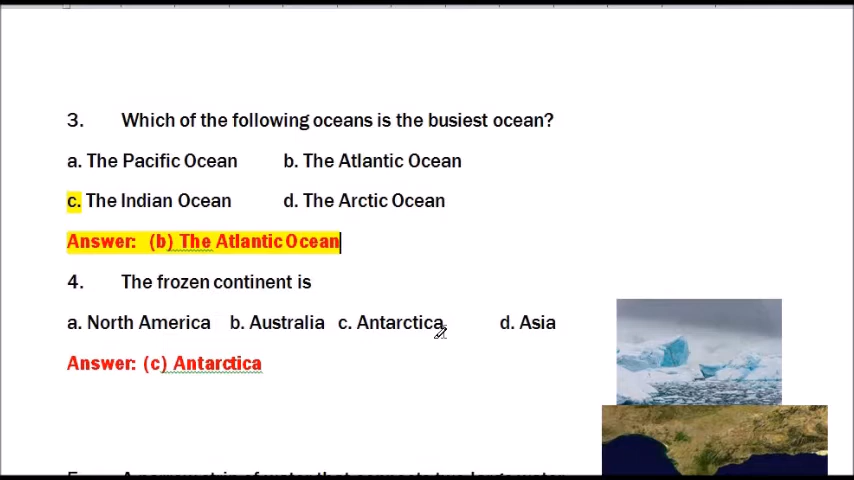 3. Which of the following oceans is the busiest ocean?
a. The Pacific Ocean b. The Atlantic Ocean
c. The Indian Ocean d. The Arctic Ocean
Answer: (b) The Atlantic Ocean
4. The frozen continent is
a. North America b. Australia c. Antarctica d. Asia
Answer: (c) Antarctica